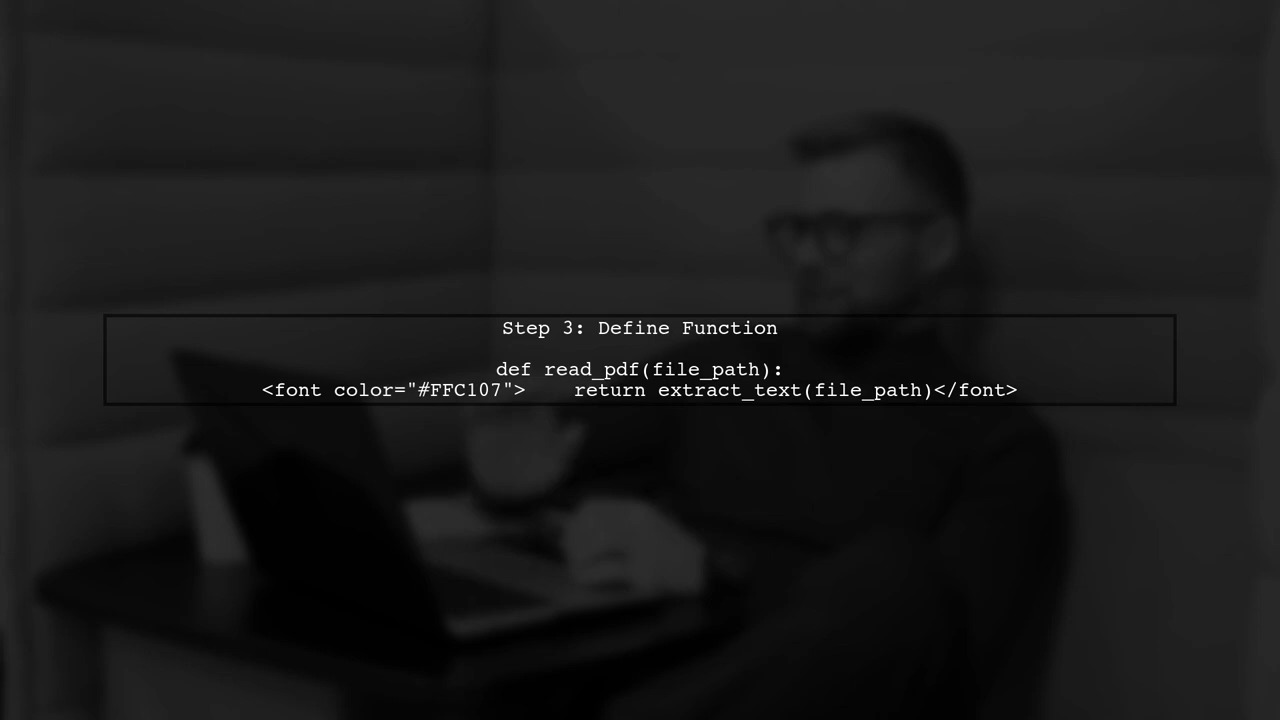 Step 3: Define Function
def read_pdf(file_path):
<font color="#FFC107">    return extract_text(file_path)</font>